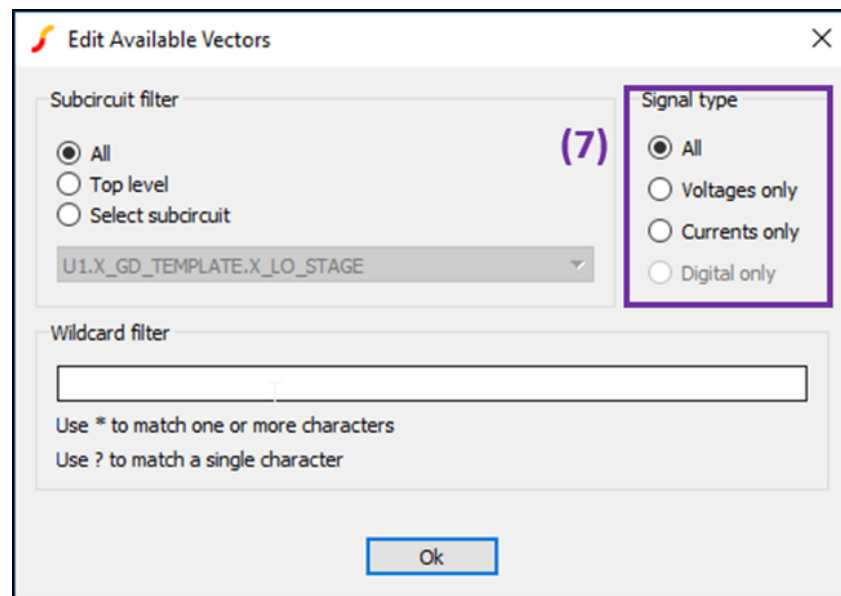 Edit Available Vectors
Subcircuit filter
All
Top level
Select subcircuit
U1.X_GD_TEMPLATE.X_LO_STAGE
(7)
Signal type
All
Voltages only
Currents only
Digital only
Wildcard filter
Use * to match one or more characters
Use ? to match a single character
Ok